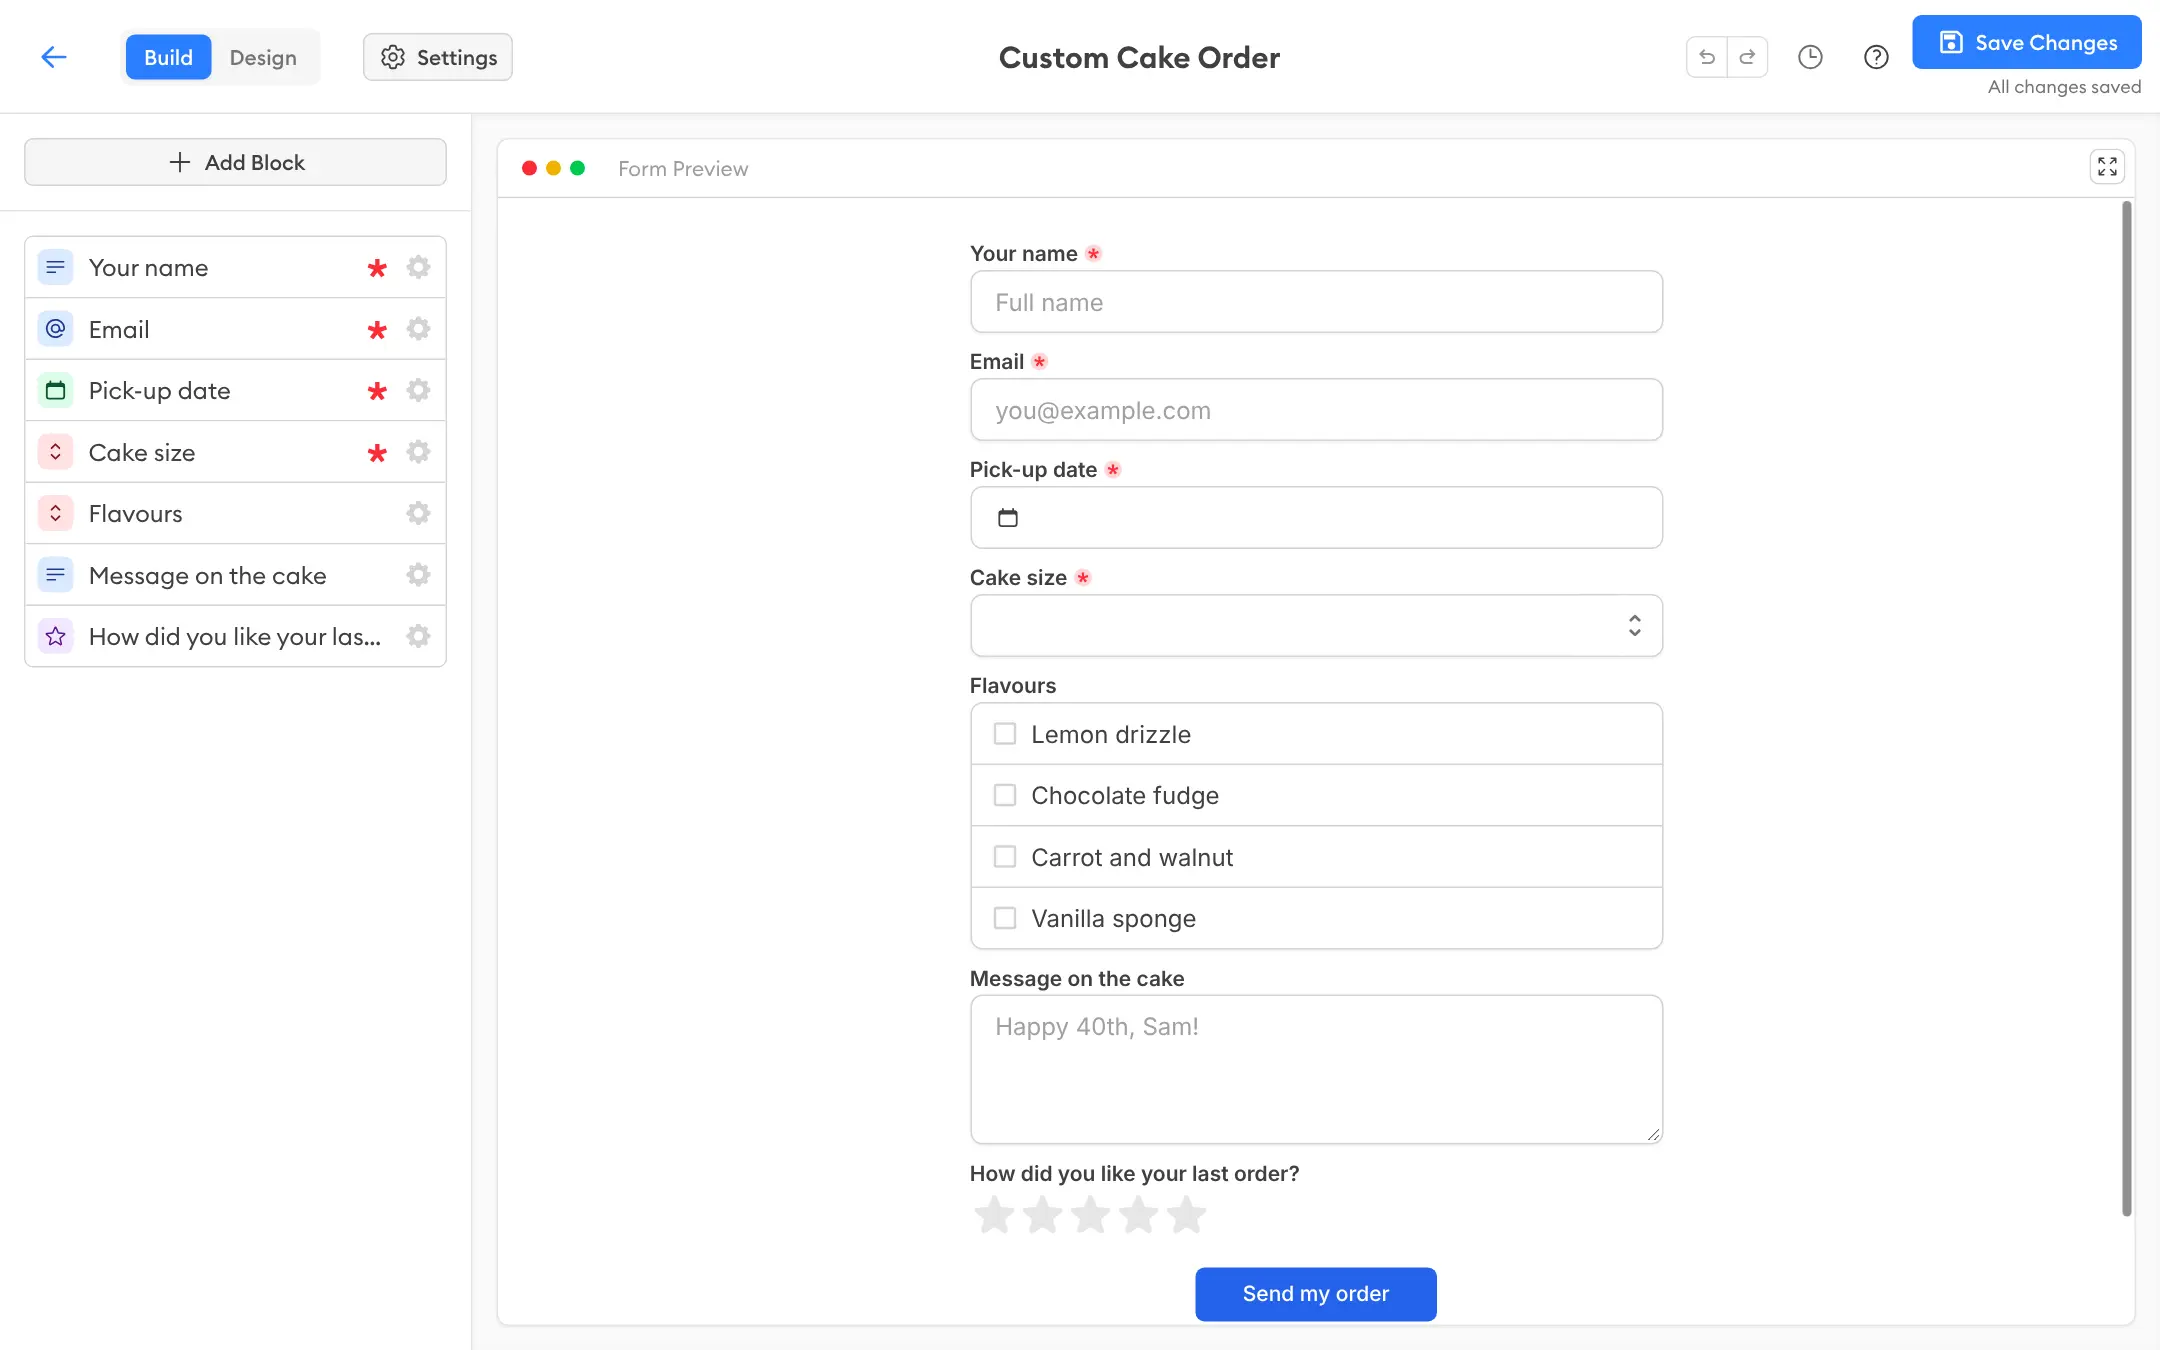 Build
Design
Settings
Custom Cake Order
Save Changes
All changes saved
Add Block
Your name *
Email *
Pick-up date *
Cake size *
Flavours
Message on the cake
How did you like your las...
Form Preview
Your name *
Full name
Email *
you@example.com
Pick-up date *
Cake size *
Flavours
Lemon drizzle
Chocolate fudge
Carrot and walnut
Vanilla sponge
Message on the cake
Happy 40th, Sam!
How did you like your last order?
Send my order